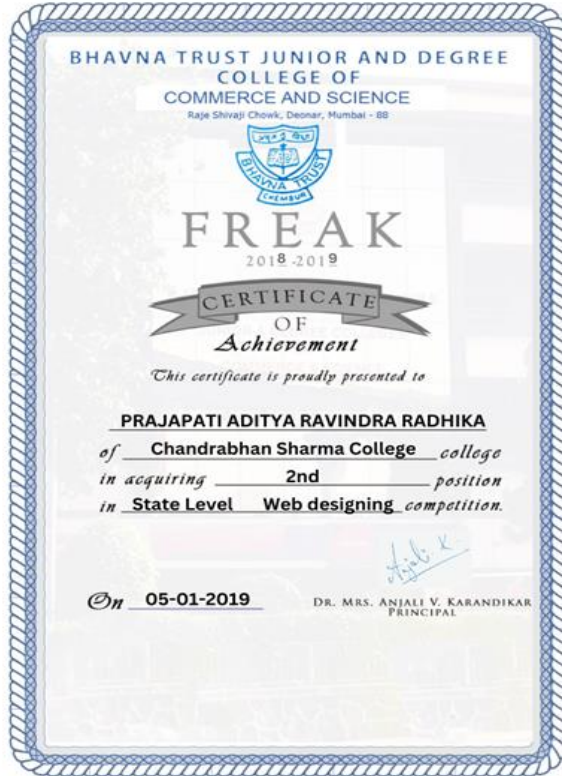 BHAVNA TRUST JUNIOR AND DEGREE
COLLEGE OF
COMMERCE AND SCIENCE
Raje Shivaji Chowk, Deonar, Mumbai - 88
BHAVNA TRUST
CHEMBUR
FREAK
2018-2019
CERTIFICATE
OF
Achievement
This certificate is proudly presented to
PRAJAPATI ADITYA RAVINDRA RADHIKA
of Chandrabhan Sharma College college
in acquiring 2nd position
in State Level Web designing competition.
Anjali K.
On 05-01-2019
DR. MRS. ANJALI V. KARANDIKAR
PRINCIPAL